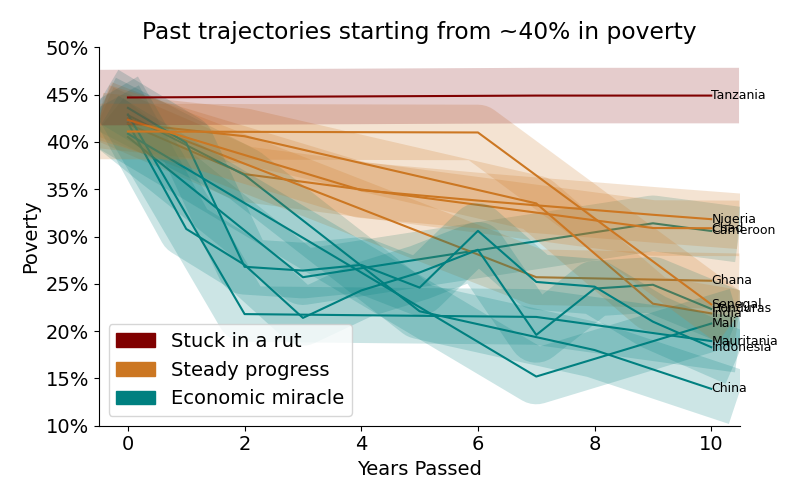 Past trajectories starting from ~40% in poverty
50%
45%
40%
35%
30%
25%
20%
15%
10%
Poverty
Tanzania
Nigeria
Chad
Cameroon
Ghana
Senegal
Honduras
India
Mali
Mauritania
Indonesia
China
Stuck in a rut
Steady progress
Economic miracle
0 2 4 6 8 10
Years Passed